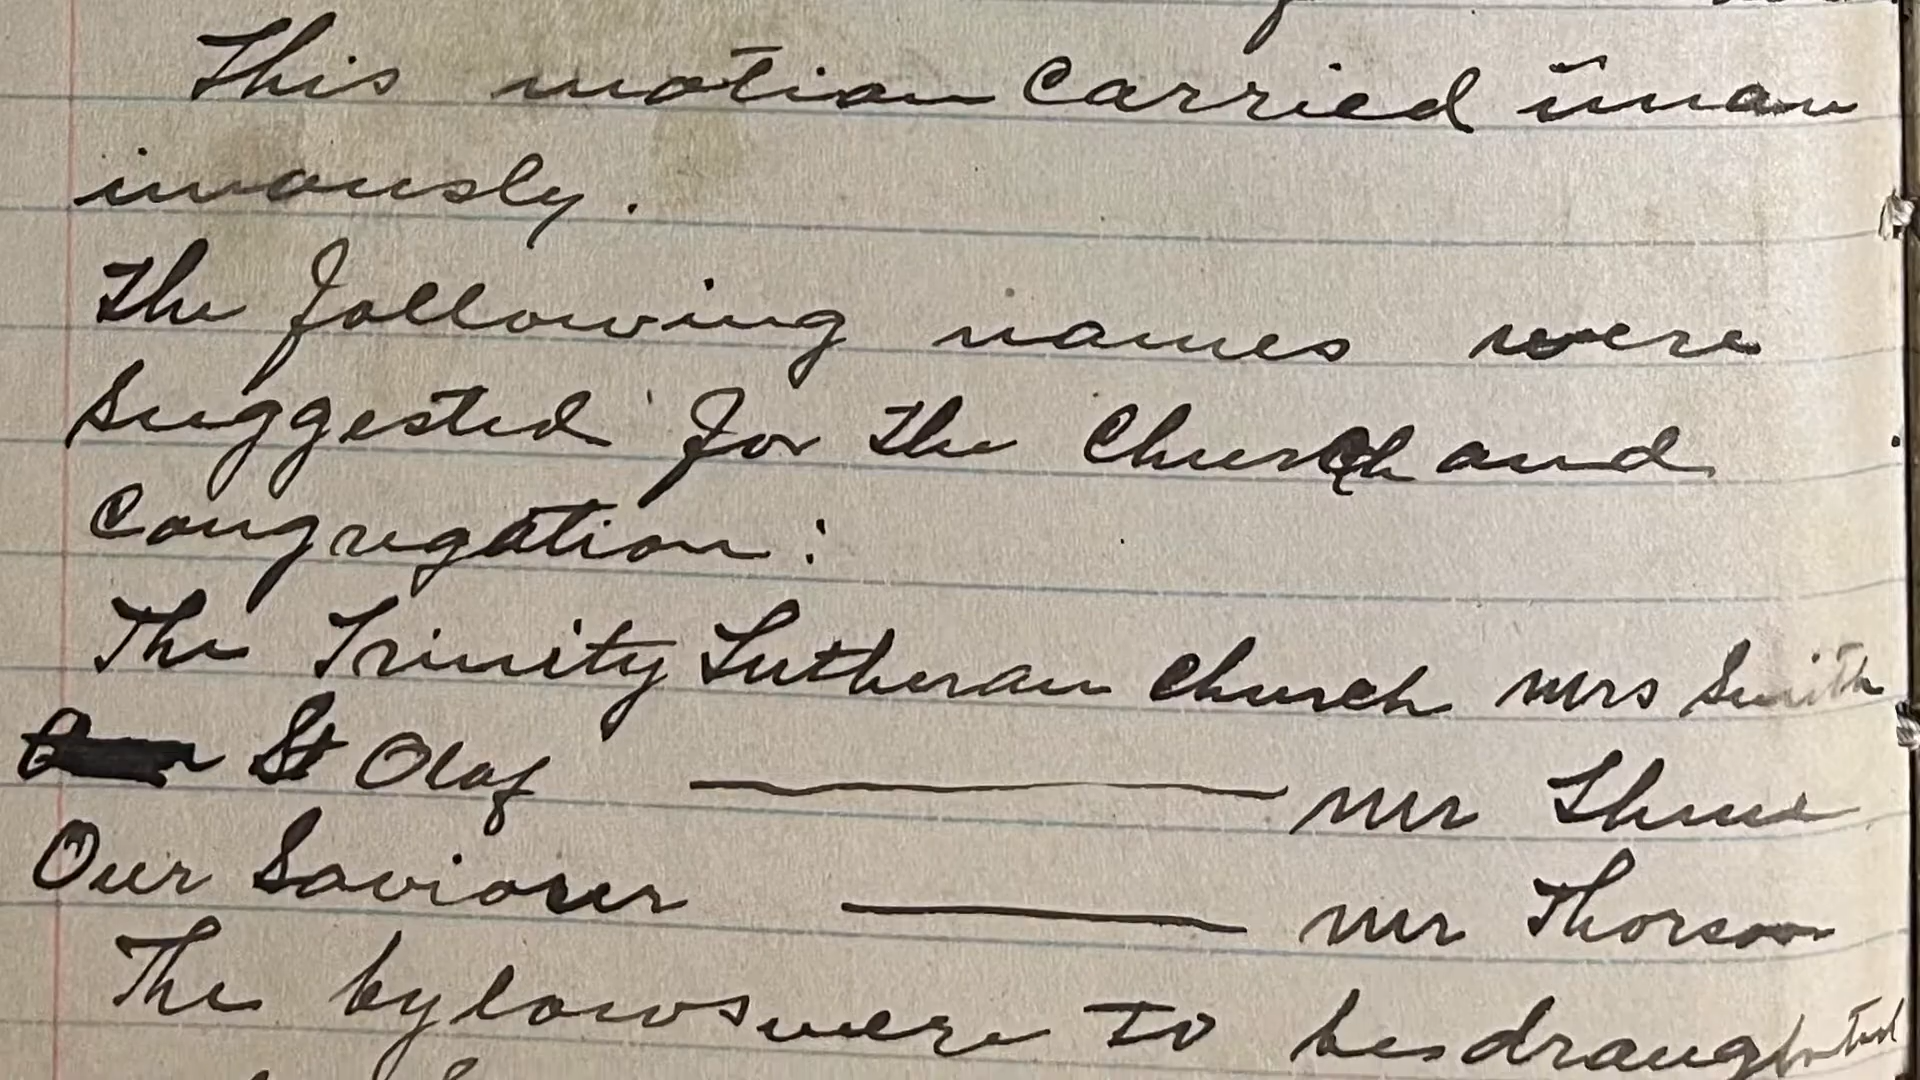 This motion carried unan
imously.
The following names were
suggested for the Church and
Congregation:
The Trinity Lutheran Church Mrs Smith
St Olaf ——— Mr Thune
Our Saviour ——— Mr Thorson
The bylaws were to be draughted